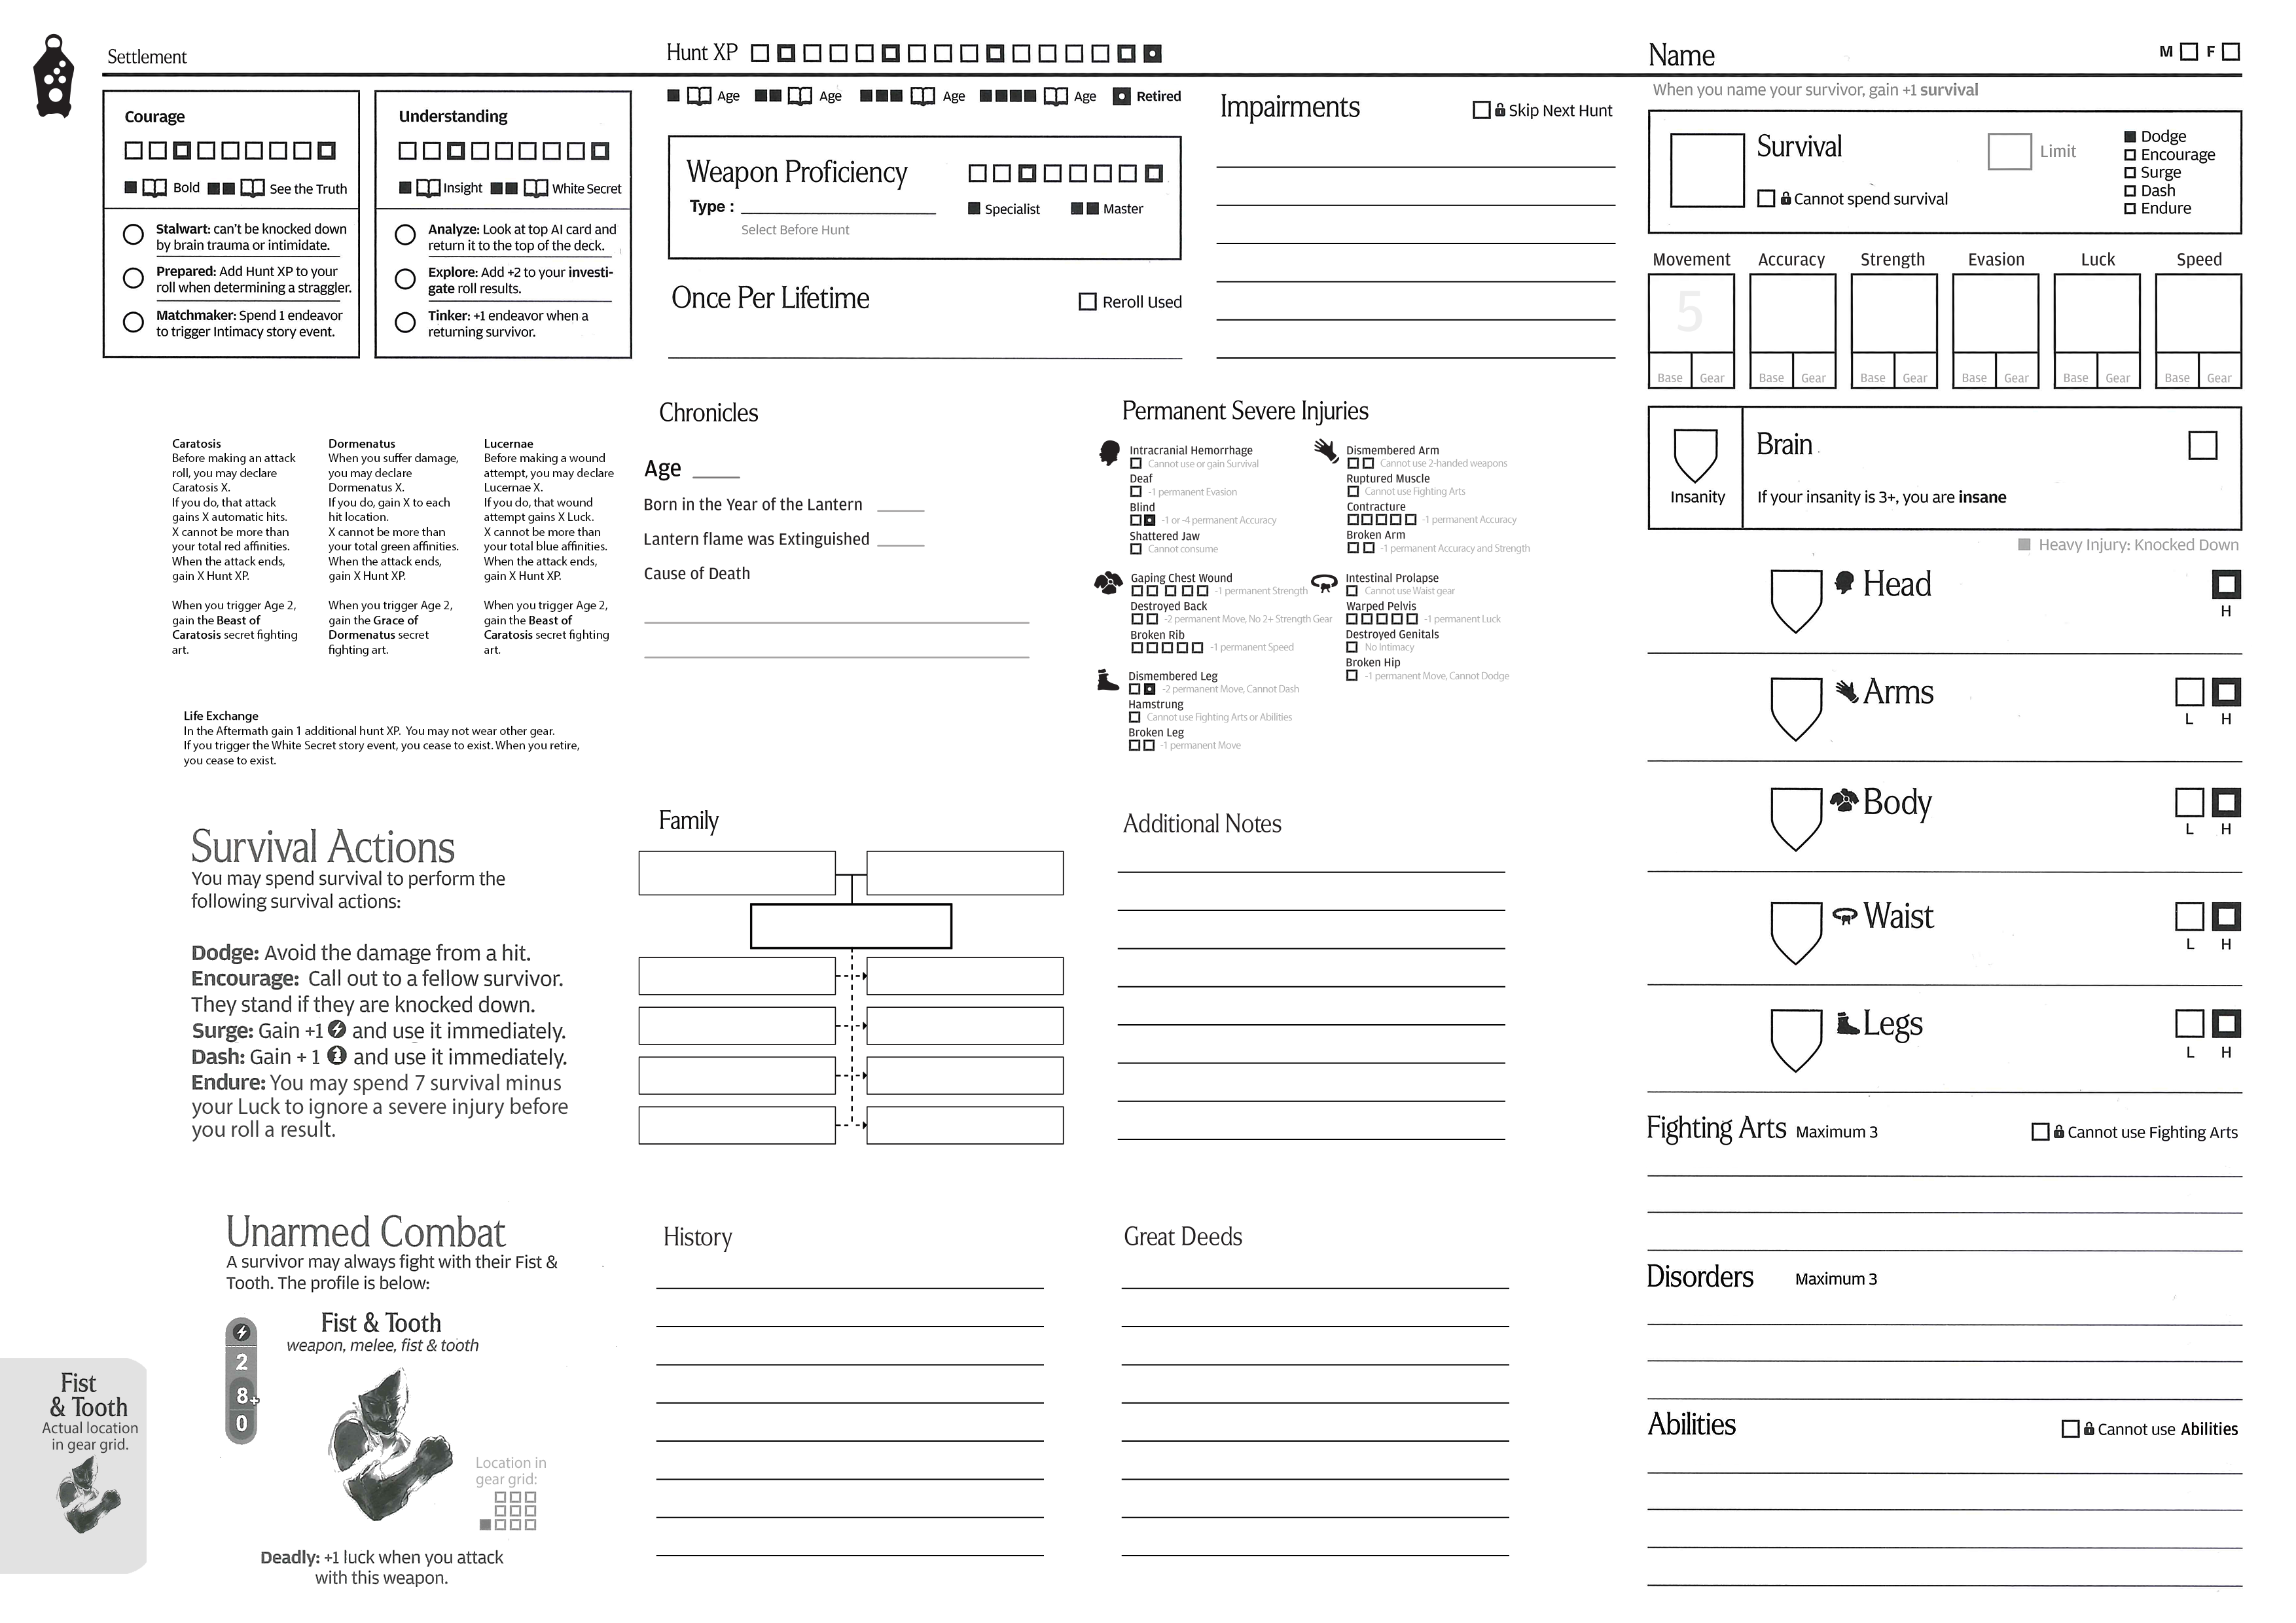 Settlement
Hunt XP
Name
M
F
Courage
Bold
See the Truth
Stalwart: can't be knocked down
by brain trauma or intimidate.
Prepared: Add Hunt XP to your
roll when determining a straggler.
Matchmaker: Spend 1 endeavor
to trigger Intimacy story event.
Understanding
Insight
White Secret
Analyze: Look at top AI card and
return it to the top of the deck.
Explore: Add +2 to your investi-
gate roll results.
Tinker: +1 endeavor when a
returning survivor.
Age
Age
Age
Age
Retired
Weapon Proficiency
Type :
Select Before Hunt
Specialist
Master
Once Per Lifetime
Reroll Used
Impairments
Skip Next Hunt
When you name your survivor, gain +1 survival
Survival
Cannot spend survival
Limit
Dodge
Encourage
Surge
Dash
Endure
Movement
Accuracy
Strength
Evasion
Luck
Speed
5
Base Gear
Base Gear
Base Gear
Base Gear
Base Gear
Base Gear
Insanity
Brain
If your insanity is 3+, you are insane
Heavy Injury: Knocked Down
Head
H
Arms
L H
Body
L H
Waist
L H
Legs
L H
Fighting Arts Maximum 3
Cannot use Fighting Arts
Disorders Maximum 3
Abilities
Cannot use Abilities
Caratosis
Before making an attack
roll, you may declare
Caratosis X.
If you do, that attack
gains X automatic hits.
X cannot be more than
your total red affinities.
When the attack ends,
gain X Hunt XP.
When you trigger Age 2,
gain the Beast of
Caratosis secret fighting
art.
Dormenatus
When you suffer damage,
you may declare
Dormenatus X.
If you do, gain X to each
hit location.
X cannot be more than
your total green affinities.
When the attack ends,
gain X Hunt XP.
When you trigger Age 2,
gain the Grace of
Dormenatus secret
fighting art.
Lucernae
Before making a wound
attempt, you may declare
Lucernae X.
If you do, that wound
attempt gains X Luck.
X cannot be more than
your total blue affinities.
When the attack ends,
gain X Hunt XP.
When you trigger Age 2,
gain the Beast of
Caratosis secret fighting
art.
Life Exchange
In the Aftermath gain 1 additional hunt XP. You may not wear other gear.
If you trigger the White Secret story event, you cease to exist. When you retire,
you cease to exist.
Chronicles
Age
Born in the Year of the Lantern
Lantern flame was Extinguished
Cause of Death
Permanent Severe Injuries
Intracranial Hemorrhage
Cannot use or gain Survival
Deaf
-1 permanent Evasion
Blind
-1 or -4 permanent Accuracy
Shattered Jaw
Cannot consume
Gaping Chest Wound
-1 permanent Strength
Destroyed Back
-2 permanent Move, No 2+ Strength Gear
Broken Rib
-1 permanent Speed
Dismembered Leg
-2 permanent Move, Cannot Dash
Hamstrung
Cannot use Fighting Arts or Abilities
Broken Leg
-1 permanent Move
Dismembered Arm
Cannot use 2-handed weapons
Ruptured Muscle
Cannot use Fighting Arts
Contracture
-1 permanent Accuracy
Broken Arm
-1 permanent Accuracy and Strength
Intestinal Prolapse
Cannot use Waist gear
Warped Pelvis
-1 permanent Luck
Destroyed Genitals
No Intimacy
Broken Hip
-1 permanent Move, Cannot Dodge
Survival Actions
You may spend survival to perform the
following survival actions:
Dodge: Avoid the damage from a hit.
Encourage: Call out to a fellow survivor.
They stand if they are knocked down.
Surge: Gain +1 and use it immediately.
Dash: Gain + 1 and use it immediately.
Endure: You may spend 7 survival minus
your Luck to ignore a severe injury before
you roll a result.
Family
Additional Notes
Unarmed Combat
A survivor may always fight with their Fist &
Tooth. The profile is below:
Fist & Tooth
weapon, melee, fist & tooth
2
8+
0
Location in
gear grid:
Deadly: +1 luck when you attack
with this weapon.
Fist
& Tooth
Actual location
in gear grid.
History
Great Deeds